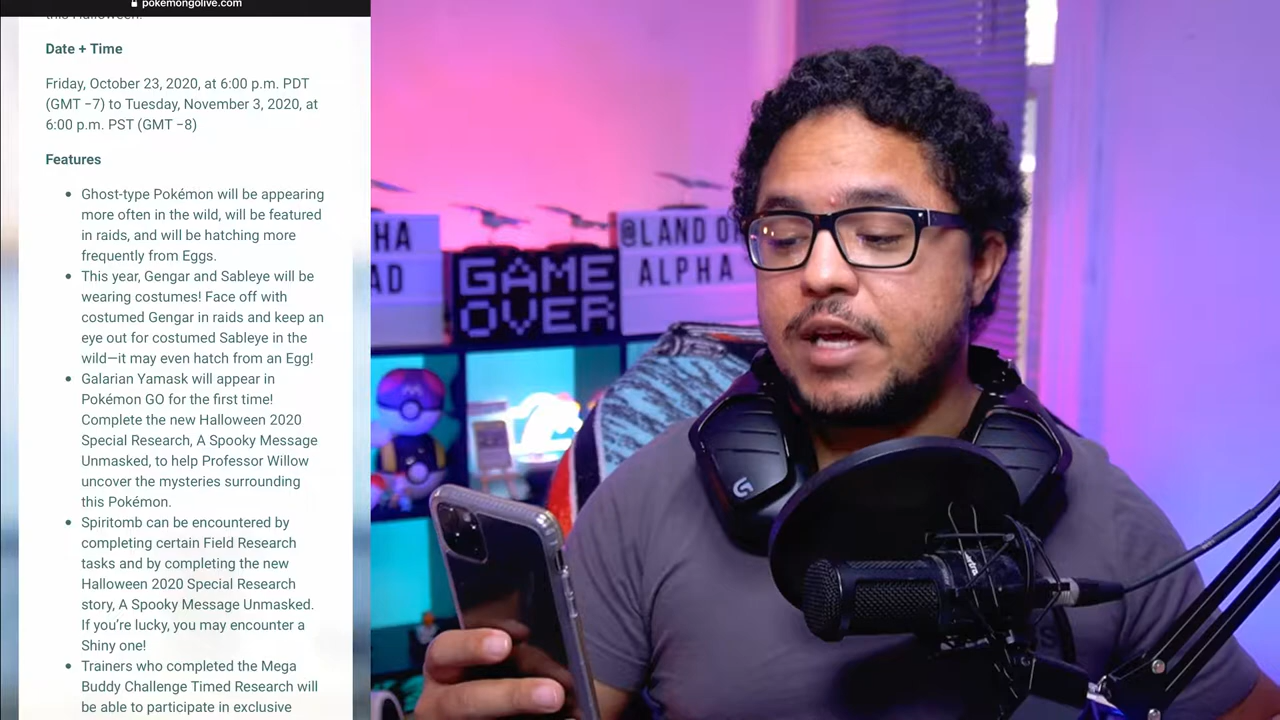 pokemongolive.com
this Halloween!
Date + Time
Friday, October 23, 2020, at 6:00 p.m. PDT
(GMT −7) to Tuesday, November 3, 2020, at
6:00 p.m. PST (GMT −8)
Features
Ghost-type Pokémon will be appearing
more often in the wild, will be featured
in raids, and will be hatching more
frequently from Eggs.
This year, Gengar and Sableye will be
wearing costumes! Face off with
costumed Gengar in raids and keep an
eye out for costumed Sableye in the
wild—it may even hatch from an Egg!
Galarian Yamask will appear in
Pokémon GO for the first time!
Complete the new Halloween 2020
Special Research, A Spooky Message
Unmasked, to help Professor Willow
uncover the mysteries surrounding
this Pokémon.
Spiritomb can be encountered by
completing certain Field Research
tasks and by completing the new
Halloween 2020 Special Research
story, A Spooky Message Unmasked.
If you’re lucky, you may encounter a
Shiny one!
Trainers who completed the Mega
Buddy Challenge Timed Research will
be able to participate in exclusive
HA
AD
GAME
OVER
@LAND O
ALPHA
G